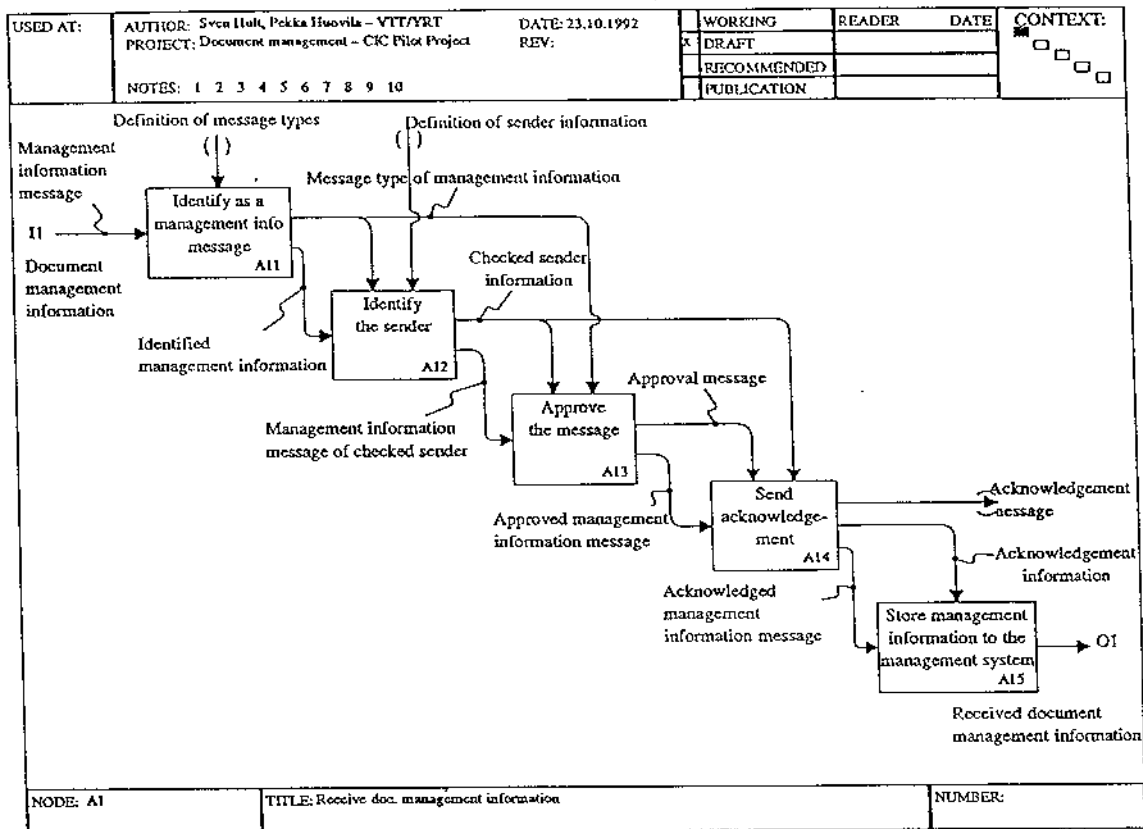 USED AT:
AUTHOR: Sven Hult, Pekka Huovila – VTT/YRT
DATE: 23.10.1992
PROJECT: Document management – CIC Pilot Project
REV:
NOTES: 1 2 3 4 5 6 7 8 9 10
WORKING
READER DATE
CONTEXT:
X DRAFT
RECOMMENDED
PUBLICATION
Definition of message types
( )
Definition of sender information
( )
Management
information
message
Message type of management information
Identify as a
management info
message
A11
I1
Document
management
information
Checked sender
information
Identify
the sender
A12
Identified
management information
Approval message
Approve
the message
A13
Management information
message of checked sender
Send
acknowledge-
ment
A14
Acknowledgement
message
Approved management
information message
Acknowledgement
information
Acknowledged
management
information message
Store management
information to the
management system
A15
O1
Received document
management information
NODE: A1
TITLE: Receive doc. management information
NUMBER: